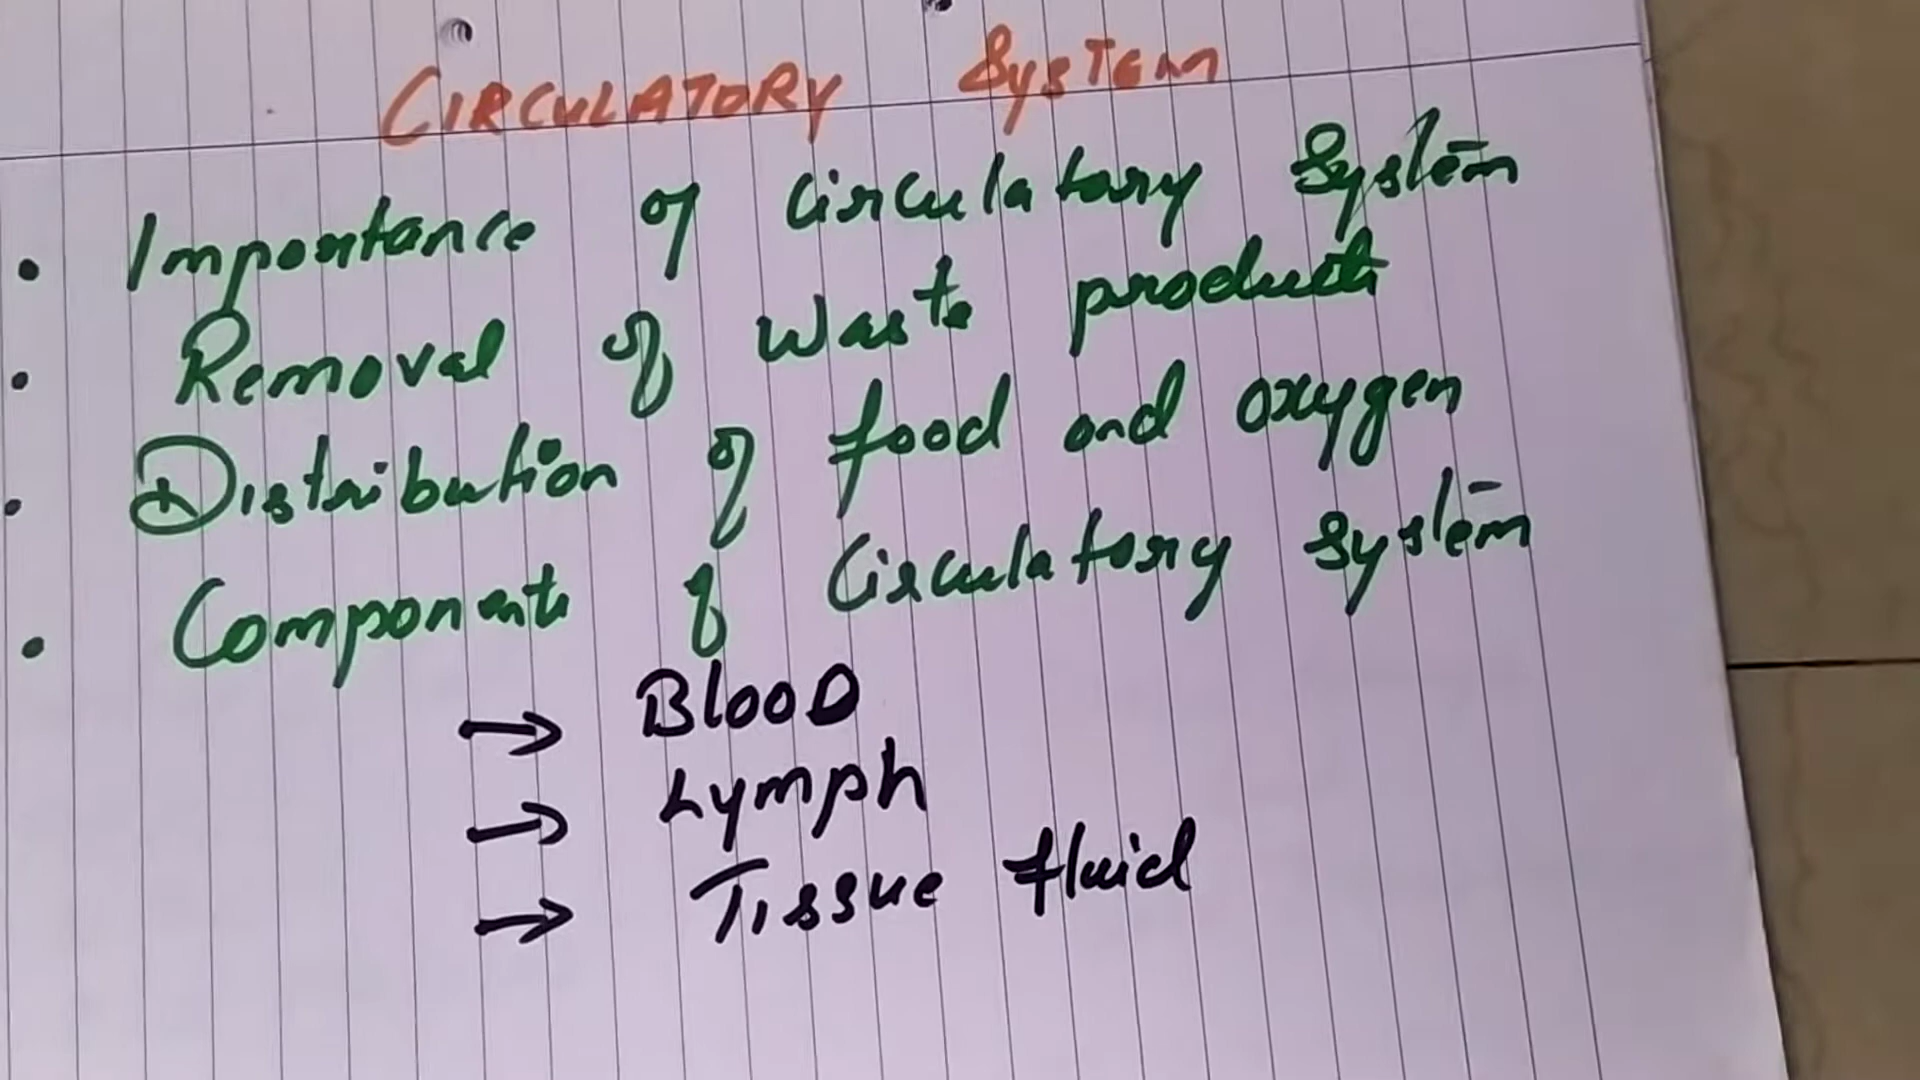 CIRCULATORY SYSTEM
• Importance of circulatory system
• Removal of waste products
• Distribution of food and oxygen
• Components of Circulatory system
→ BlooD
→ Lymph
→ Tissue fluid